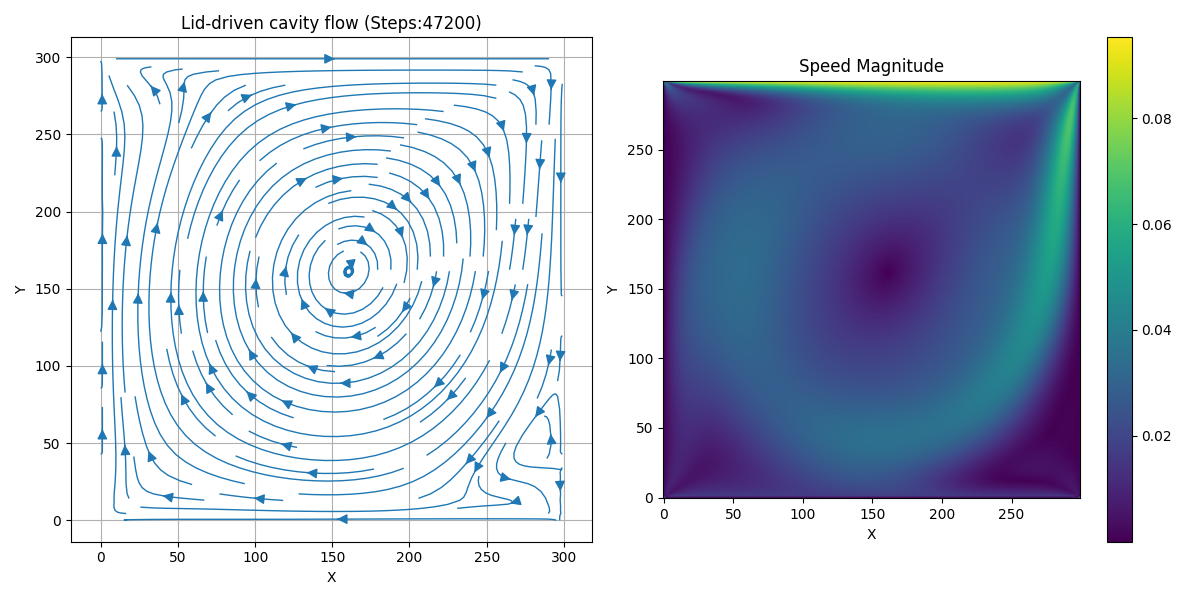 Lid-driven cavity flow (Steps:47200)
300
250
200
150
100
50
0
0 50 100 150 200 250 300
X
Y
Speed Magnitude
250
200
150
100
50
0
0 50 100 150 200 250
X
Y
0.08
0.06
0.04
0.02